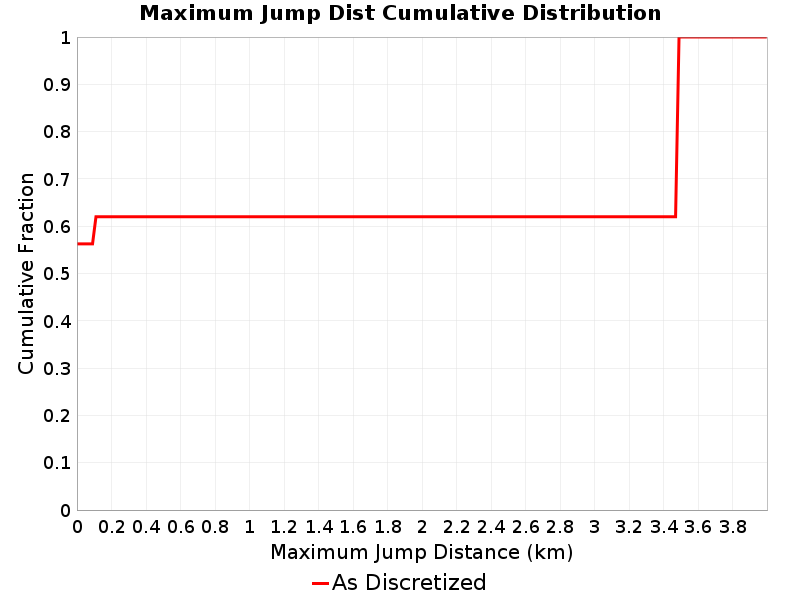 Maximum Jump Dist Cumulative Distribution
1
0.9
0.8
0.7
0.6
0.5
0.4
0.3
0.2
0.1
0
Cumulative Fraction
0 0.2 0.4 0.6 0.8 1 1.2 1.4 1.6 1.8 2 2.2 2.4 2.6 2.8 3 3.2 3.4 3.6 3.8
Maximum Jump Distance (km)
As Discretized